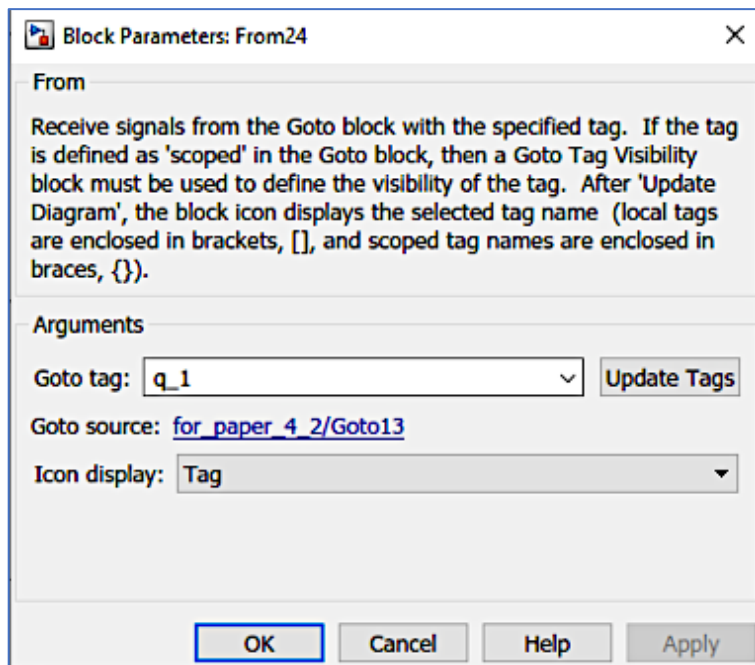 Block Parameters: From24
From
Receive signals from the Goto block with the specified tag.  If the tag
is defined as 'scoped' in the Goto block, then a Goto Tag Visibility
block must be used to define the visibility of the tag.  After 'Update
Diagram', the block icon displays the selected tag name  (local tags
are enclosed in brackets, [], and scoped tag names are enclosed in
braces, {}).
Arguments
Goto tag: q_1 Update Tags
Goto source: for_paper_4_2/Goto13
Icon display: Tag
OK Cancel Help Apply